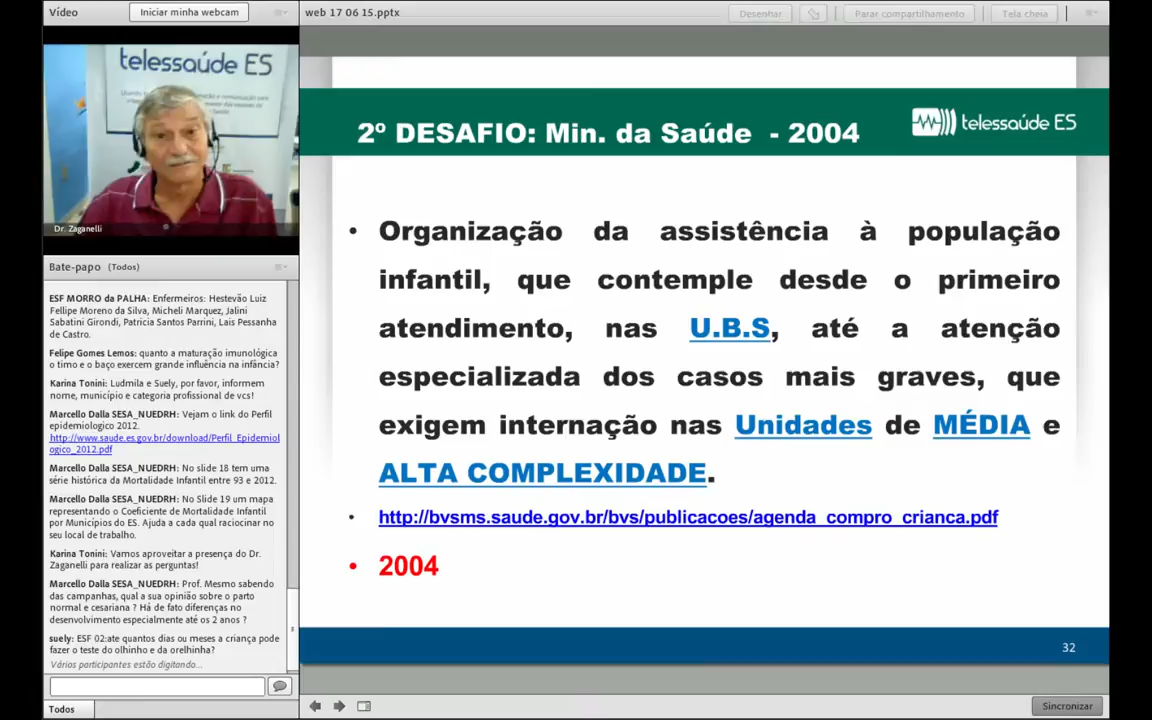 Vídeo
Iniciar minha webcam
web 17 06 15.pptx
Desenhar
Parar compartilhamento
Tela cheia
telessaúde ES
Dr. Zaganelli
2º DESAFIO: Min. da Saúde - 2004
telessaúde ES
Bate-papo (Todos)
ESF MORRO da PALHA: Enfermeiros: Hestevão Luiz
Fellipe Moreno da Silva, Micheli Marquez, Jalini
Sabatini Girondi, Patricia Santos Parrini, Lais Pessanha
de Castro.
Felipe Gomes Lemos: quanto a maturação imunológica
o timo e o baço exercem grande influência na infância?
Karina Tonini: Ludmila e Suely, por favor, informem
nome, município e categoria profissional de vcs!
Marcello Dalla SESA_NUEDRH: Vejam o link do Perfil
epidemiologico 2012.
http://www.saude.es.gov.br/download/Perfil_Epidemiol
ogico_2012.pdf
Marcello Dalla SESA_NUEDRH: No slide 18 tem uma
série histórica da Mortalidade Infantil entre 93 e 2012.
Marcello Dalla SESA_NUEDRH: No Slide 19 um mapa
representando o Coeficiente de Mortalidade Infantil
por Municípios do ES. Ajuda a cada qual raciocinar no
seu local de trabalho.
Karina Tonini: Vamos aproveitar a presença do Dr.
Zaganelli para realizar as perguntas!
Marcello Dalla SESA_NUEDRH: Prof. Mesmo sabendo
das campanhas, qual a sua opinião sobre o parto
normal e cesariana ? Há de fato diferenças no
desenvolvimento especialmente até os 2 anos ?
suely: ESF 02:ate quantos dias ou meses a criança pode
fazer o teste do olhinho e da orelhinha?
Vários participantes estão digitando...
Todos
• Organização da assistência à população
infantil, que contemple desde o primeiro
atendimento, nas U.B.S, até a atenção
especializada dos casos mais graves, que
exigem internação nas Unidades de MÉDIA e
ALTA COMPLEXIDADE.
• http://bvsms.saude.gov.br/bvs/publicacoes/agenda_compro_crianca.pdf
• 2004
32
Sincronizar